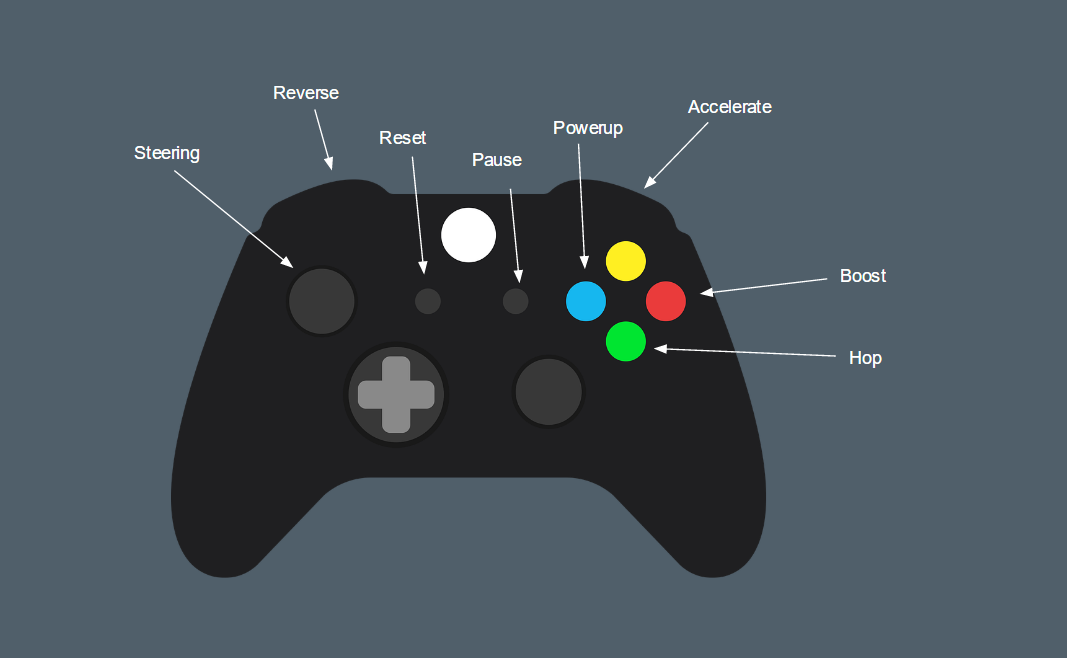 Reverse
Accelerate
Powerup
Reset
Steering
Pause
Boost
Hop